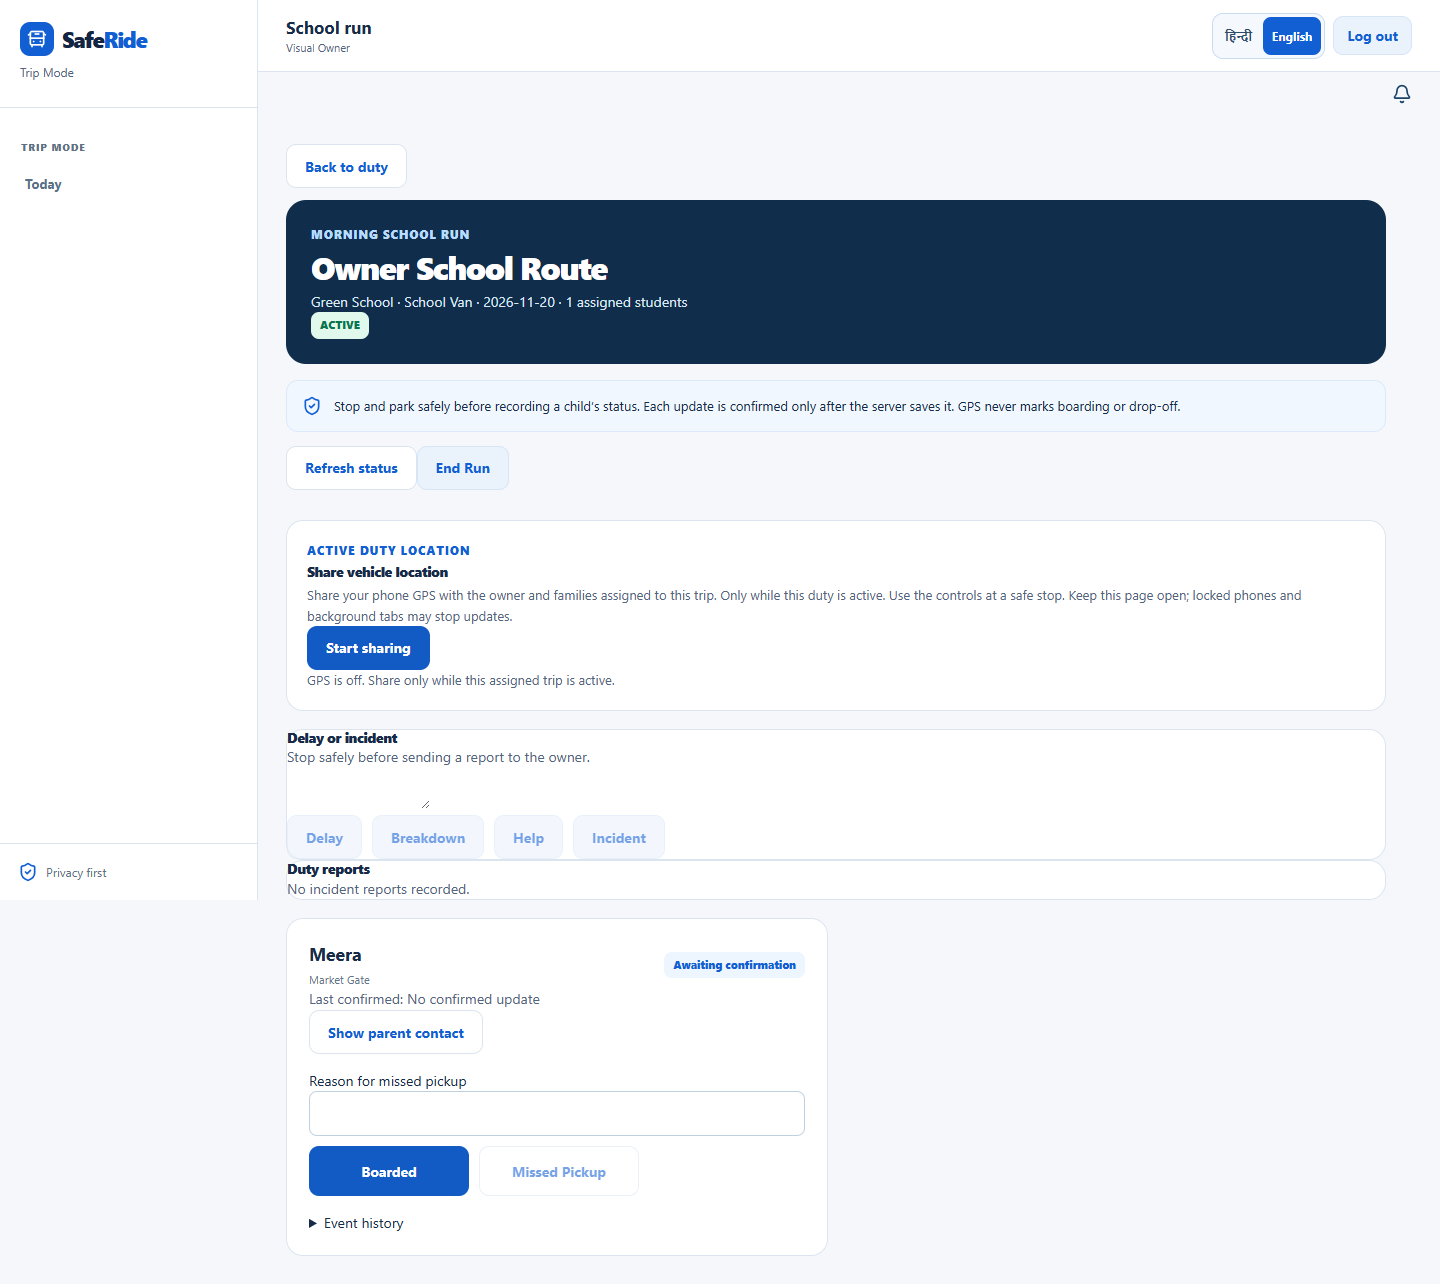 SafeRide
Trip Mode
TRIP MODE
Today
Privacy first
School run
Visual Owner
हिन्दी
English
Log out
Back to duty
MORNING SCHOOL RUN
Owner School Route
Green School · School Van · 2026-11-20 · 1 assigned students
ACTIVE
Stop and park safely before recording a child's status. Each update is confirmed only after the server saves it. GPS never marks boarding or drop-off.
Refresh status
End Run
ACTIVE DUTY LOCATION
Share vehicle location
Share your phone GPS with the owner and families assigned to this trip. Only while this duty is active. Use the controls at a safe stop. Keep this page open; locked phones and
background tabs may stop updates.
Start sharing
GPS is off. Share only while this assigned trip is active.
Delay or incident
Stop safely before sending a report to the owner.
Delay
Breakdown
Help
Incident
Duty reports
No incident reports recorded.
Meera
Awaiting confirmation
Market Gate
Last confirmed: No confirmed update
Show parent contact
Reason for missed pickup
Boarded
Missed Pickup
Event history